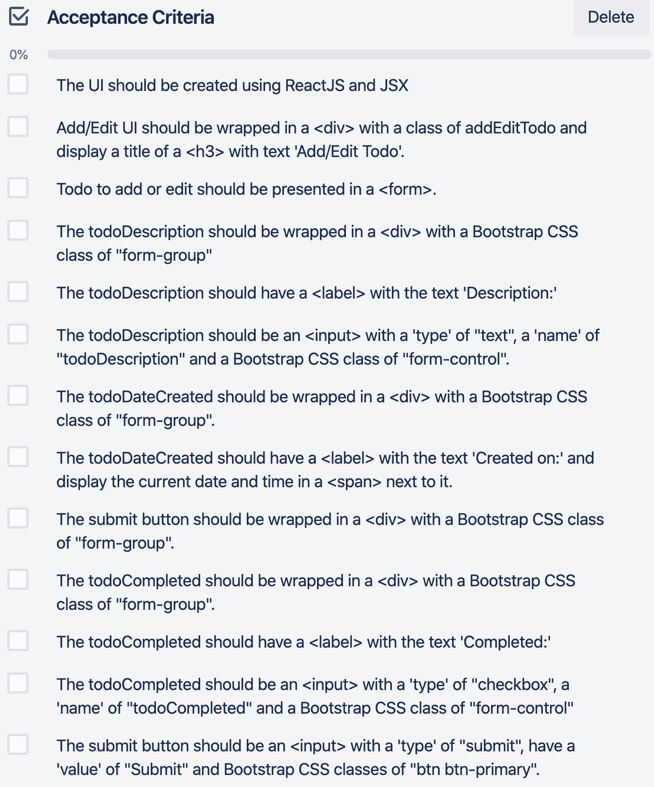 Acceptance Criteria
Delete
0%
The UI should be created using ReactJS and JSX
Add/Edit UI should be wrapped in a <div> with a class of addEditTodo and
display a title of a <h3> with text 'Add/Edit Todo'.
Todo to add or edit should be presented in a <form>.
The todoDescription should be wrapped in a <div> with a Bootstrap CSS
class of "form-group"
The todoDescription should have a <label> with the text 'Description:'
The todoDescription should be an <input> with a 'type' of "text", a 'name' of
"todoDescription" and a Bootstrap CSS class of "form-control".
The todoDateCreated should be wrapped in a <div> with a Bootstrap CSS
class of "form-group".
The todoDateCreated should have a <label> with the text 'Created on:' and
display the current date and time in a <span> next to it.
The submit button should be wrapped in a <div> with a Bootstrap CSS class
of "form-group".
The todoCompleted should be wrapped in a <div> with a Bootstrap CSS
class of "form-group".
The todoCompleted should have a <label> with the text 'Completed:'
The todoCompleted should be an <input> with a 'type' of "checkbox", a
'name' of "todoCompleted" and a Bootstrap CSS class of "form-control"
The submit button should be an <input> with a 'type' of "submit", have a
'value' of "Submit" and Bootstrap CSS classes of "btn btn-primary".